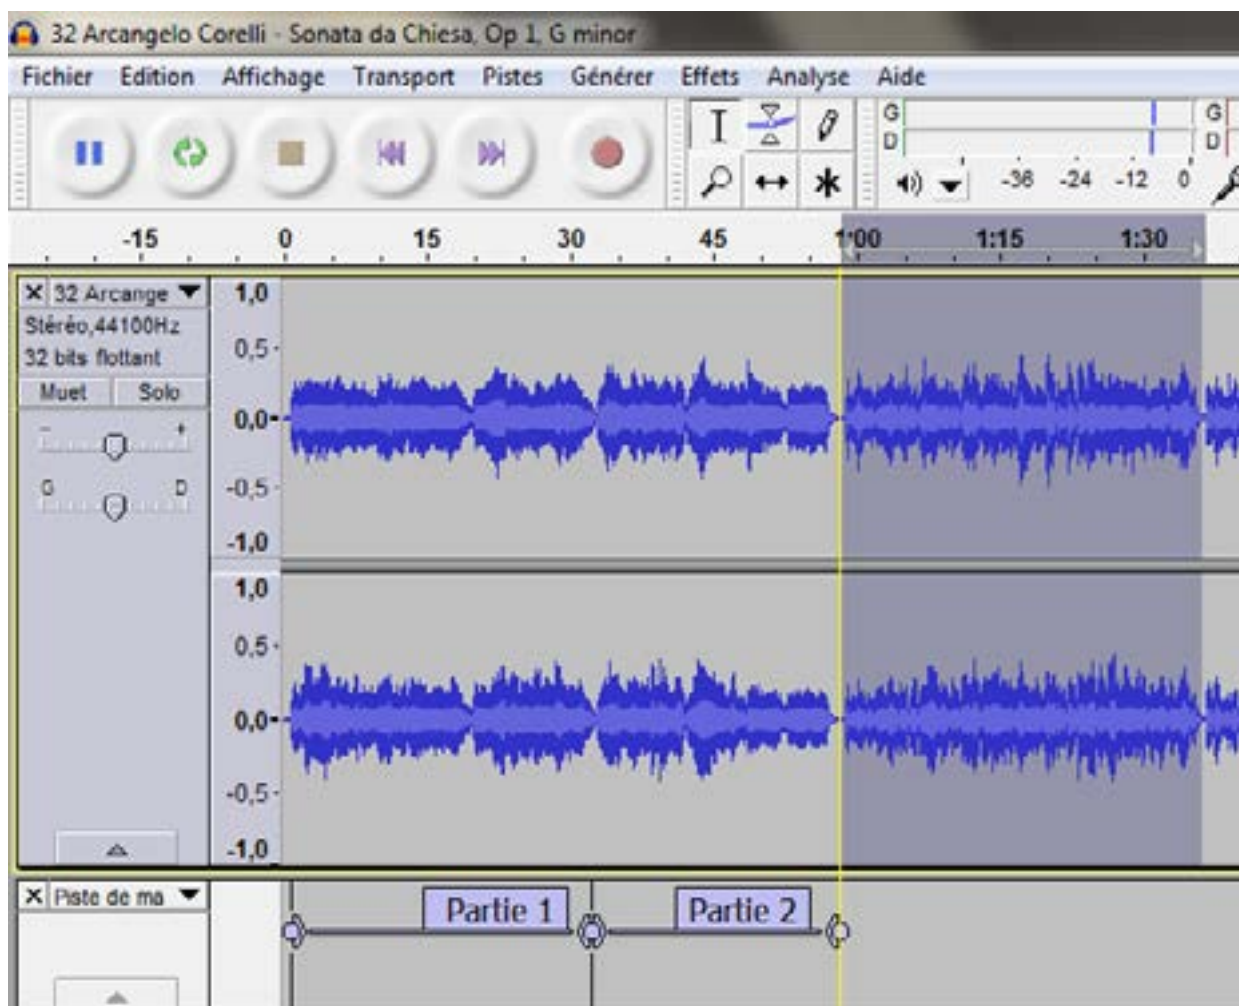 32 Arcangelo Corelli - Sonata da Chiesa, Op 1, G minor
Fichier Edition Affichage Transport Pistes Générer Effets Analyse Aide
G G
D D
-36 -24 -12 0
-15 0 15 30 45 1:00 1:15 1:30
32 Arcange
Stéréo,44100Hz
32 bits flottant
Muet Solo
- +
G D
1,0
0,5
0,0
-0,5
-1,0
1,0
0,5
0,0
-0,5
-1,0
Piste de ma
Partie 1 Partie 2